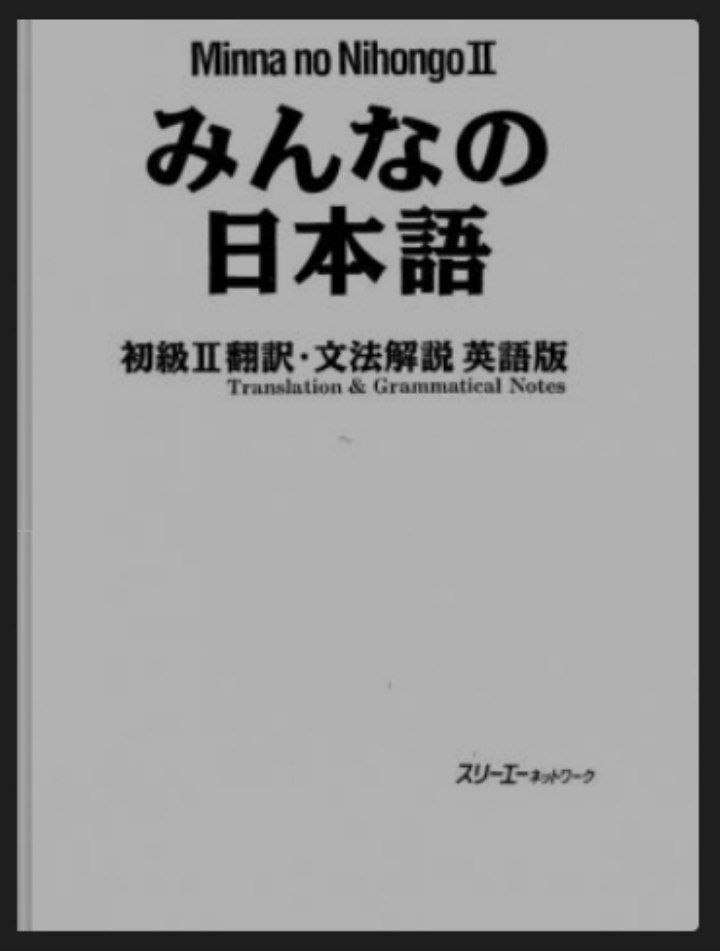 Minna no Nihongo II
みんなの
日本語
初級Ⅱ 翻訳・文法解説 英語版
Translation & Grammatical Notes
スリーエーネットワーク